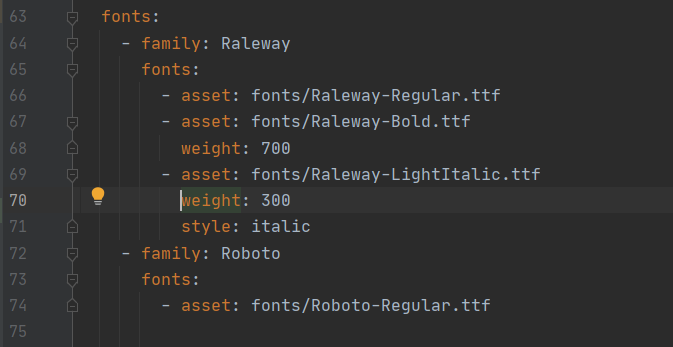 63 fonts:
64 - family: Raleway
65 fonts:
66 - asset: fonts/Raleway-Regular.ttf
67 - asset: fonts/Raleway-Bold.ttf
68 weight: 700
69 - asset: fonts/Raleway-LightItalic.ttf
70 weight: 300
71 style: italic
72 - family: Roboto
73 fonts:
74 - asset: fonts/Roboto-Regular.ttf
75